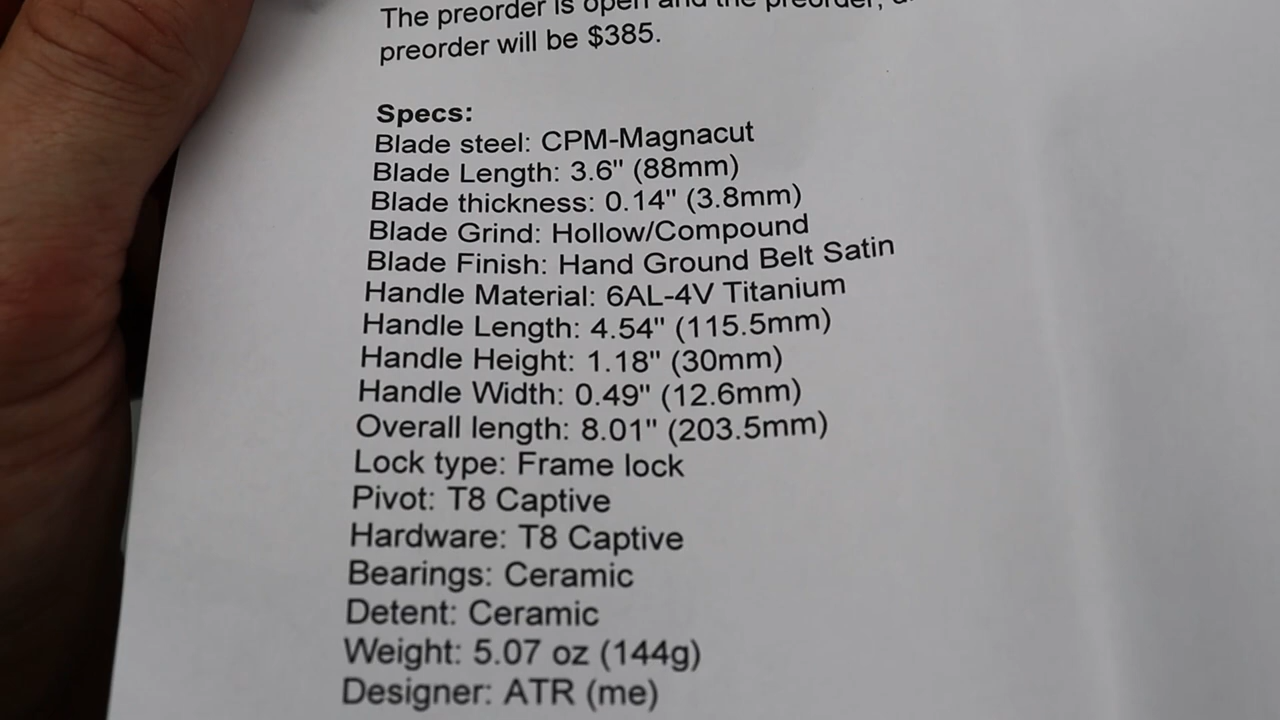 The preorder is open and the preorder,
preorder will be $385.
Specs:
Blade steel: CPM-Magnacut
Blade Length: 3.6" (88mm)
Blade thickness: 0.14" (3.8mm)
Blade Grind: Hollow/Compound
Blade Finish: Hand Ground Belt Satin
Handle Material: 6AL-4V Titanium
Handle Length: 4.54" (115.5mm)
Handle Height: 1.18" (30mm)
Handle Width: 0.49" (12.6mm)
Overall length: 8.01" (203.5mm)
Lock type: Frame lock
Pivot: T8 Captive
Hardware: T8 Captive
Bearings: Ceramic
Detent: Ceramic
Weight: 5.07 oz (144g)
Designer: ATR (me)